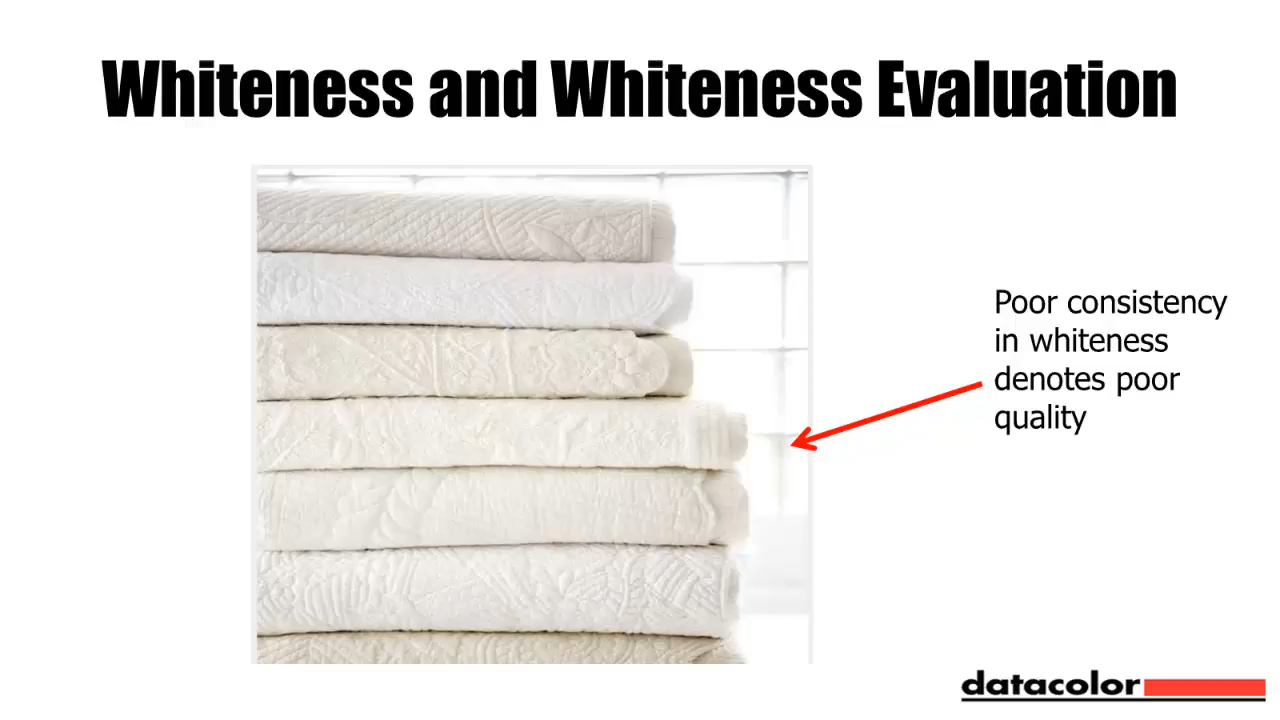 Whiteness and Whiteness Evaluation
Poor consistency
in whiteness
denotes poor
quality
datacolor